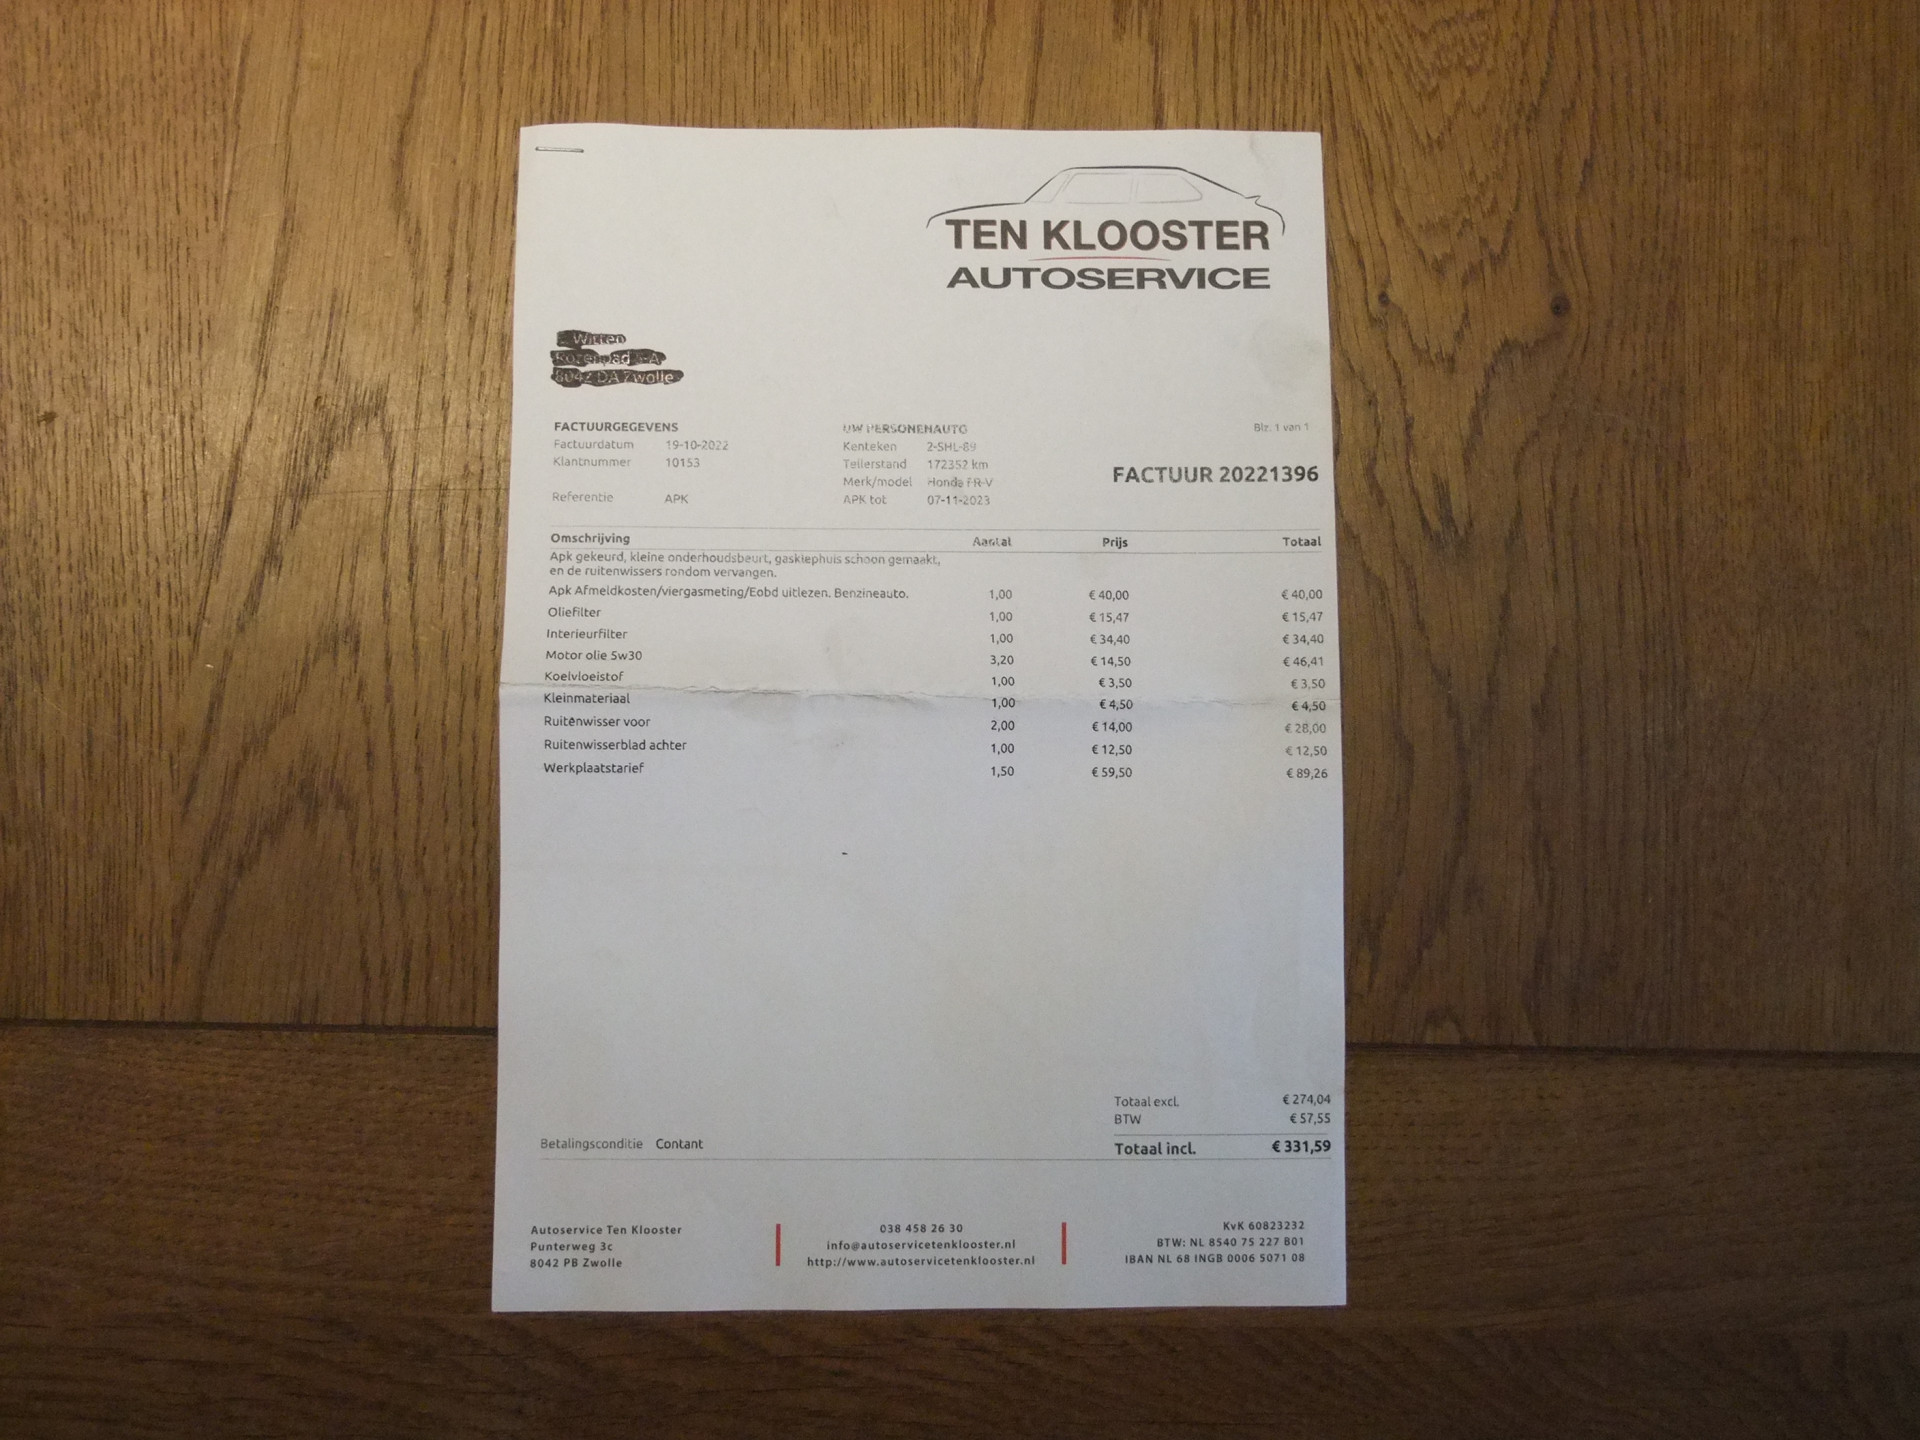 TEN KLOOSTER
AUTOSERVICE
FACTUURGEGEVENS
Factuurdatum 19-10-2022
Klantnummer 10153
Referentie APK
UW PERSONENAUTO
Kenteken 2-SHL-89
Tellerstand 172352 km
Merk/model Honda FR-V
APK tot 07-11-2023
Blz. 1 van 1
FACTUUR 20221396
Omschrijving Aantal Prijs Totaal
Apk gekeurd, kleine onderhoudsbeurt, gasklephuis schoon gemaakt,
en de ruitenwissers rondom vervangen.
Apk Afmeldkosten/viergasmeting/Eobd uitlezen. Benzineauto. 1,00 € 40,00 € 40,00
Oliefilter 1,00 € 15,47 € 15,47
Interieurfilter 1,00 € 34,40 € 34,40
Motor olie 5w30 3,20 € 14,50 € 46,41
Koelvloeistof 1,00 € 3,50 € 3,50
Kleinmateriaal 1,00 € 4,50 € 4,50
Ruitenwisser voor 2,00 € 14,00 € 28,00
Ruitenwisserblad achter 1,00 € 12,50 € 12,50
Werkplaatstarief 1,50 € 59,50 € 89,26
Totaal excl. € 274,04
BTW € 57,55
Betalingsconditie Contant
Totaal incl. € 331,59
Autoservice Ten Klooster
Punterweg 3c
8042 PB Zwolle
038 458 26 30
info@autoservicetenklooster.nl
http://www.autoservicetenklooster.nl
KvK 60823232
BTW: NL 8540 75 227 B01
IBAN NL 68 INGB 0006 5071 08